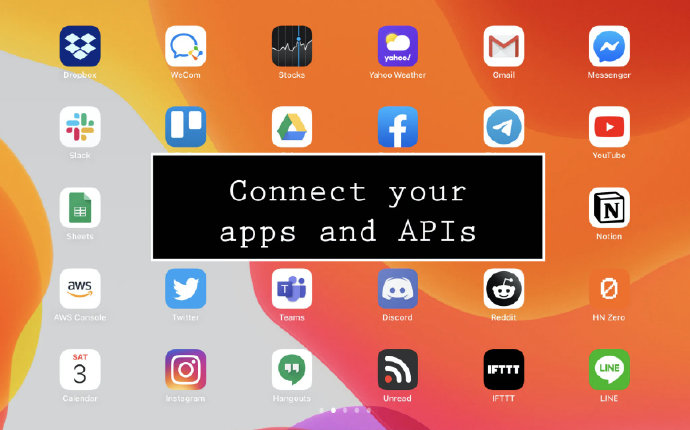 Dropbox
WeCom
Stocks
yahoo!
Yahoo Weather
Gmail
Messenger
Slack
YouTube
Connect your
apps and APIs
Sheets
Notion
aws
AWS Console
Twitter
Teams
Discord
Reddit
HN Zero
SAT
3
Calendar
Instagram
Hangouts
Unread
IFTTT
IFTTT
LINE
LINE